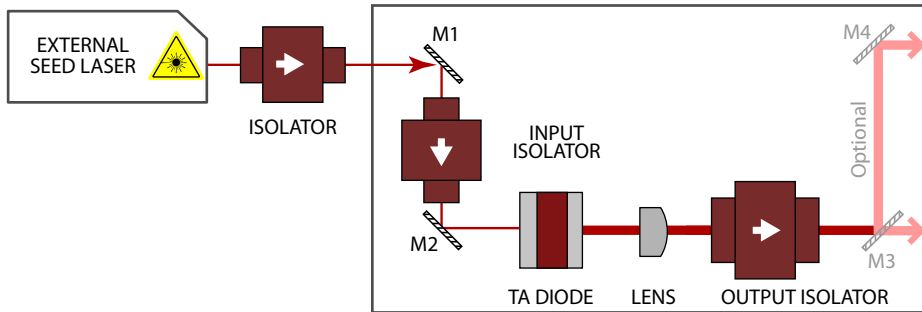 EXTERNAL
SEED LASER
ISOLATOR
M1
INPUT
ISOLATOR
M2
TA DIODE
LENS
OUTPUT ISOLATOR
M4
Optional
M3